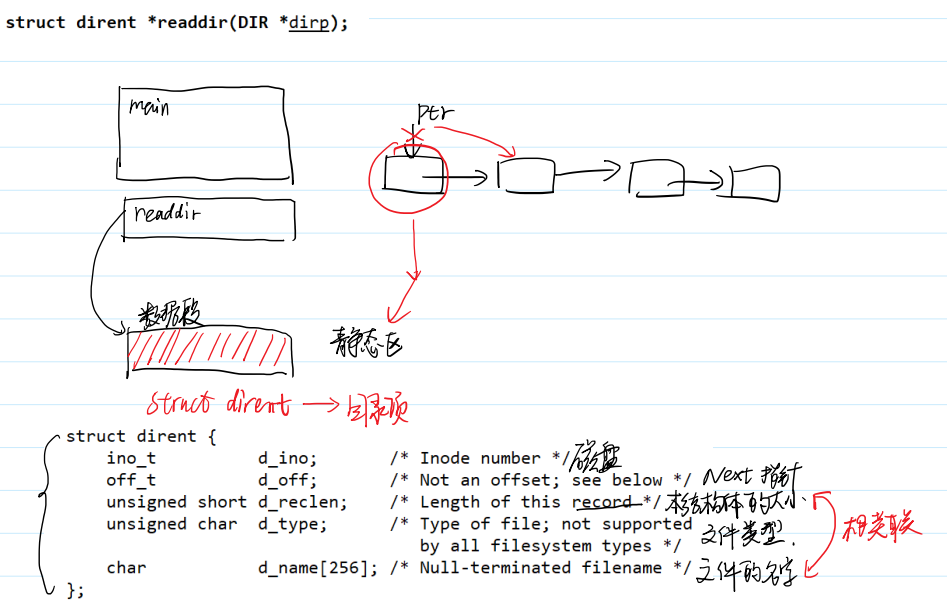 struct dirent *readdir(DIR *dirp);
main
ptr
readdir
数据段
静态区
struct dirent → 目录项
struct dirent {
ino_t d_ino; /* Inode number */ 磁盘
off_t d_off; /* Not an offset; see below */ Next 指针
unsigned short d_reclen; /* Length of this record */ 本结构体的大小.
unsigned char d_type; /* Type of file; not supported
by all filesystem types */ 文件类型.
相关联
char d_name[256]; /* Null-terminated filename */ 文件的名字
};